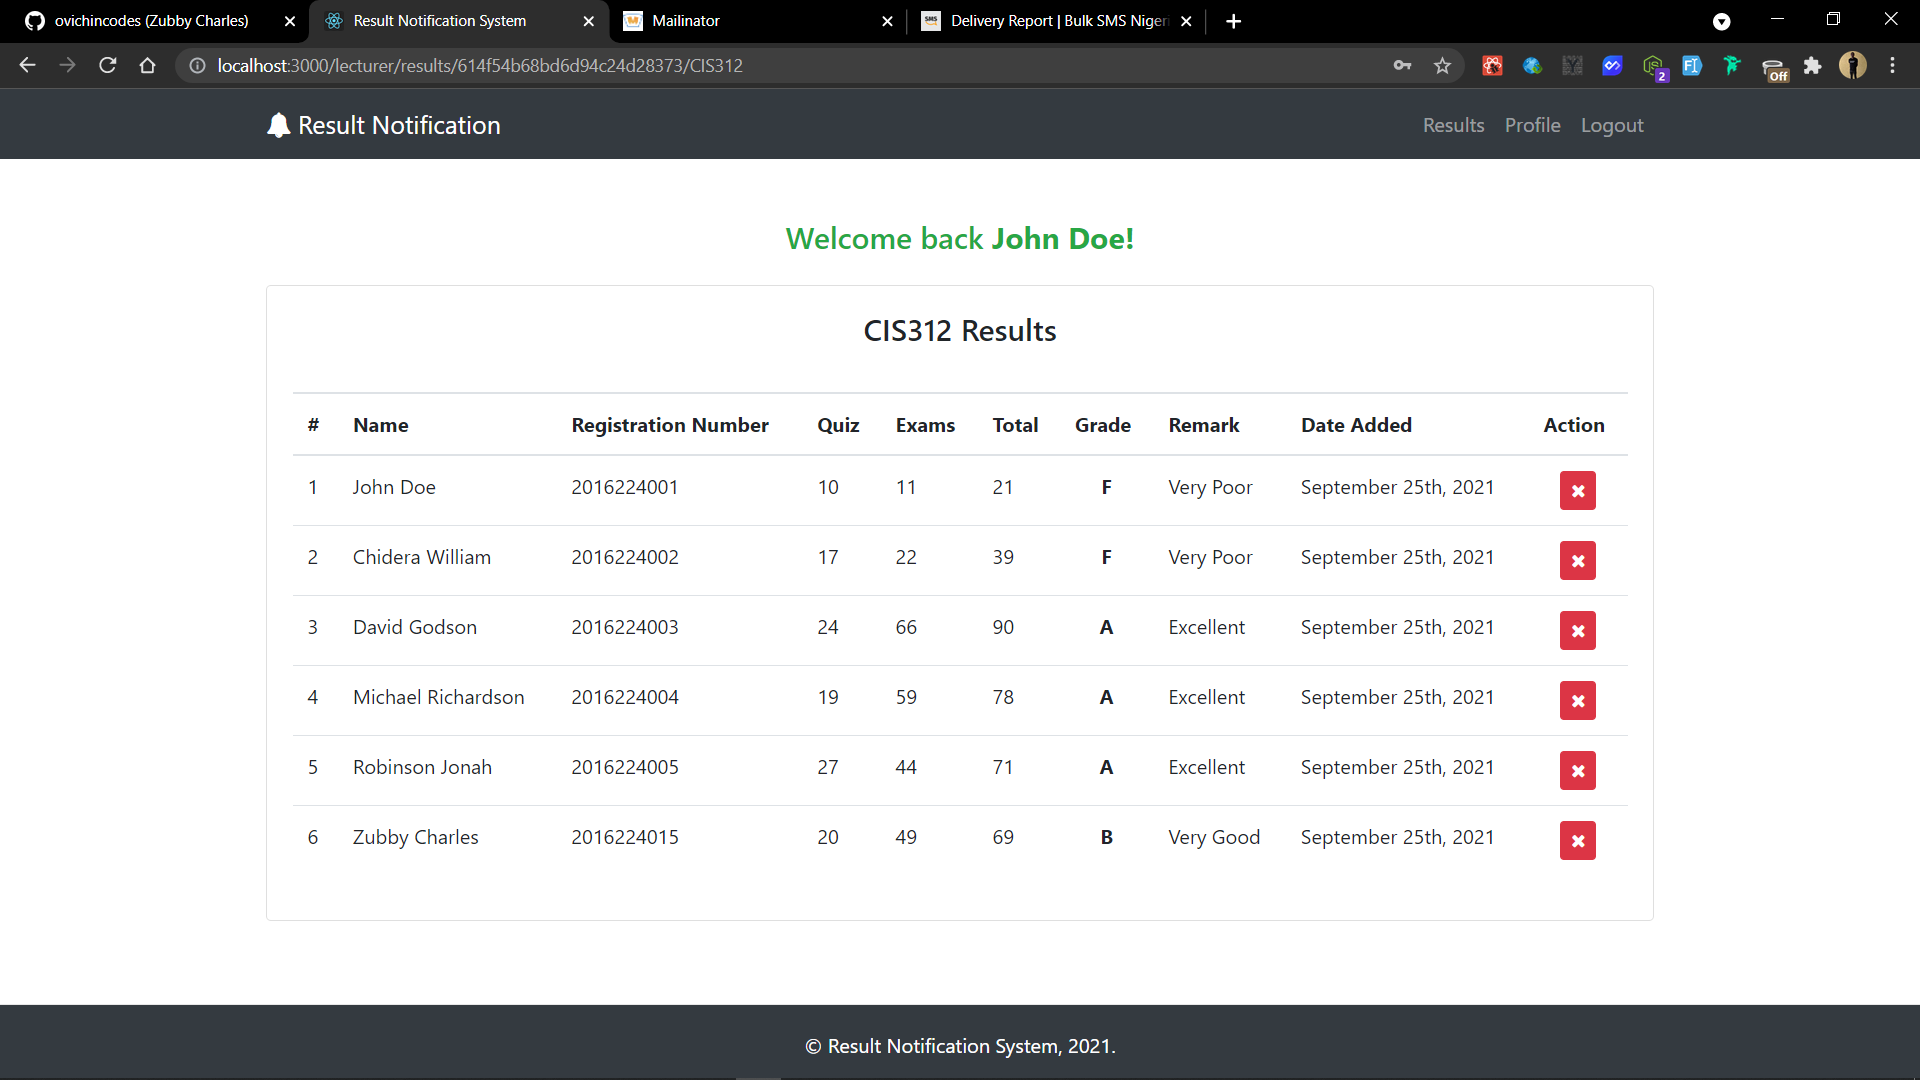 ovichincodes (Zubby Charles) Result Notification System Mailinator Delivery Report | Bulk SMS Nigeri
localhost:3000/lecturer/results/614f54b68bd6d94c24d28373/CIS312 2 Off
Result Notification Results Profile Logout
Welcome back John Doe!
CIS312 Results
# Name Registration Number Quiz Exams Total Grade Remark Date Added Action
1 John Doe 2016224001 10 11 21 F Very Poor September 25th, 2021
2 Chidera William 2016224002 17 22 39 F Very Poor September 25th, 2021
3 David Godson 2016224003 24 66 90 A Excellent September 25th, 2021
4 Michael Richardson 2016224004 19 59 78 A Excellent September 25th, 2021
5 Robinson Jonah 2016224005 27 44 71 A Excellent September 25th, 2021
6 Zubby Charles 2016224015 20 49 69 B Very Good September 25th, 2021
© Result Notification System, 2021.